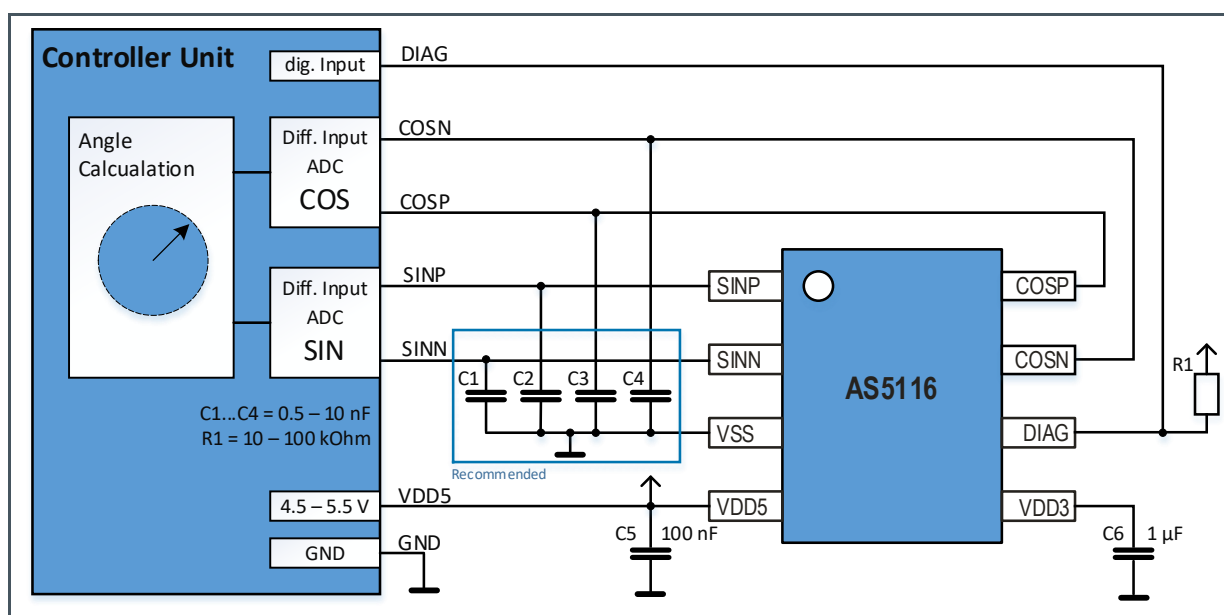 Controller Unit
dig. Input
DIAG
Angle
Calcualation
Diff. Input
ADC
COS
COSN
COSP
Diff. Input
ADC
SIN
SINP
SINN
C1...C4 = 0.5 – 10 nF
R1 = 10 – 100 kOhm
4.5 – 5.5 V
VDD5
GND
GND
C1
C2
C3
C4
Recommended
C5
100 nF
SINP
SINN
VSS
VDD5
AS5116
COSP
COSN
DIAG
VDD3
R1
C6
1 µF